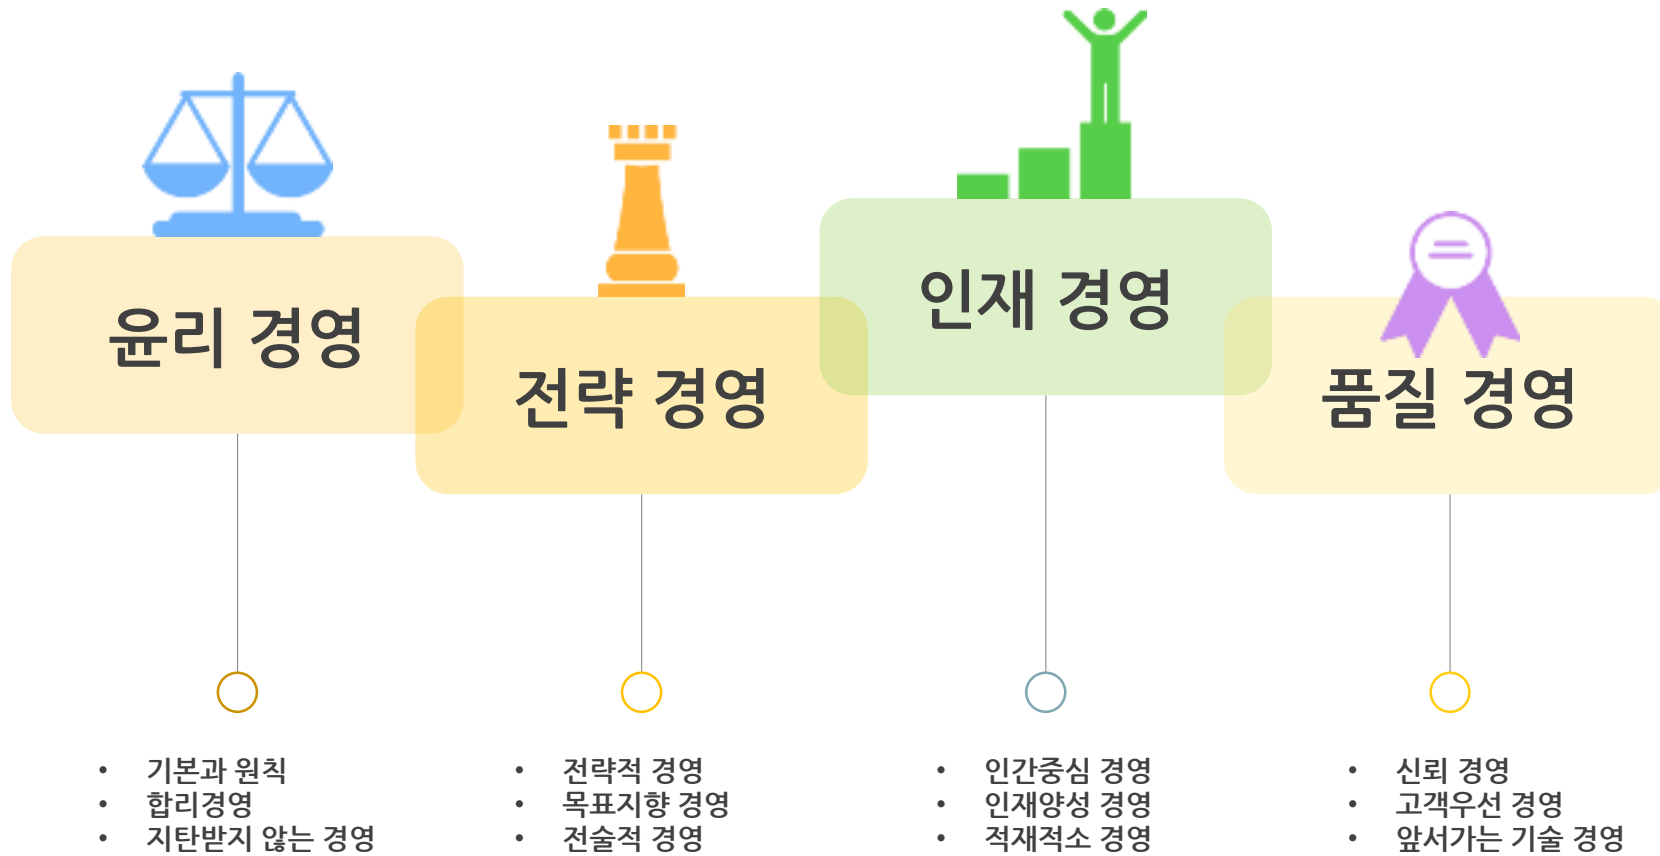 윤리 경영
전략 경영
인재 경영
품질 경영
• 기본과 원칙
• 합리경영
• 지탄받지 않는 경영
• 전략적 경영
• 목표지향 경영
• 전술적 경영
• 인간중심 경영
• 인재양성 경영
• 적재적소 경영
• 신뢰 경영
• 고객우선 경영
• 앞서가는 기술 경영